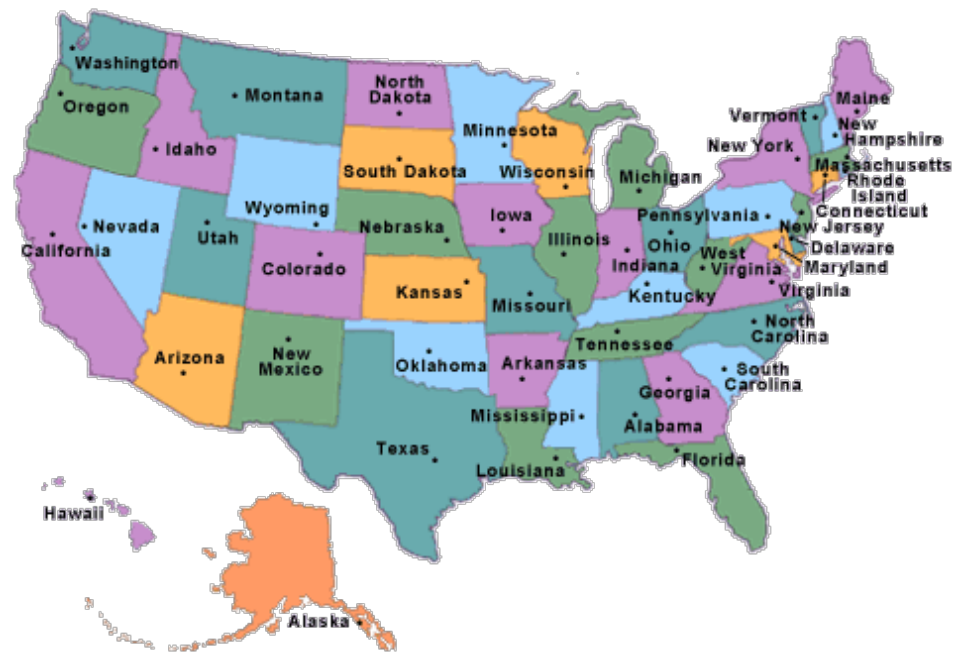 Washington
Oregon
Idaho
Montana
North
Dakota
Minnesota
South Dakota
Wisconsin
Michigan
Wyoming
Nebraska
Iowa
Nevada
Utah
California
Colorado
Kansas
Missouri
Illinois
Indiana
Ohio
Pennsylvania
New York
Vermont
Maine
New
Hampshire
Massachusetts
Rhode
Island
Connecticut
New Jersey
Delaware
Maryland
West
Virginia
Virginia
Kentucky
North
Carolina
Tennessee
South
Carolina
Arizona
New
Mexico
Oklahoma
Arkansas
Georgia
Mississippi
Alabama
Texas
Louisiana
Florida
Hawaii
Alaska